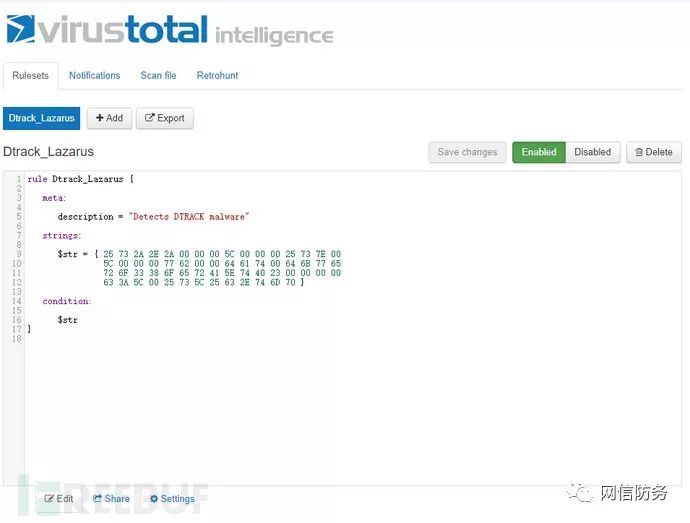 virustotal intelligence
Rulesets Notifications Scan file Retrohunt
Dtrack_Lazarus + Add Export
Dtrack_Lazarus
Save changes Enabled Disabled Delete
1 rule Dtrack_Lazarus {
2
3 meta:
4
5 description = "Detects DTRACK malware"
6
7 strings:
8
9 $str = { 25 73 2A 2E 2A 00 00 00 5C 00 00 00 25 73 7E 00
10 5C 00 00 00 77 62 00 00 64 61 74 00 64 6B 77 65
11 72 6F 33 38 6F 65 72 41 5E 74 40 23 00 00 00 00
12 63 3A 5C 00 25 73 5C 25 63 2E 74 6D 70 }
13
14 condition:
15
16 $str
17 }
18
REEBUF
Edit Share Settings
网信防务